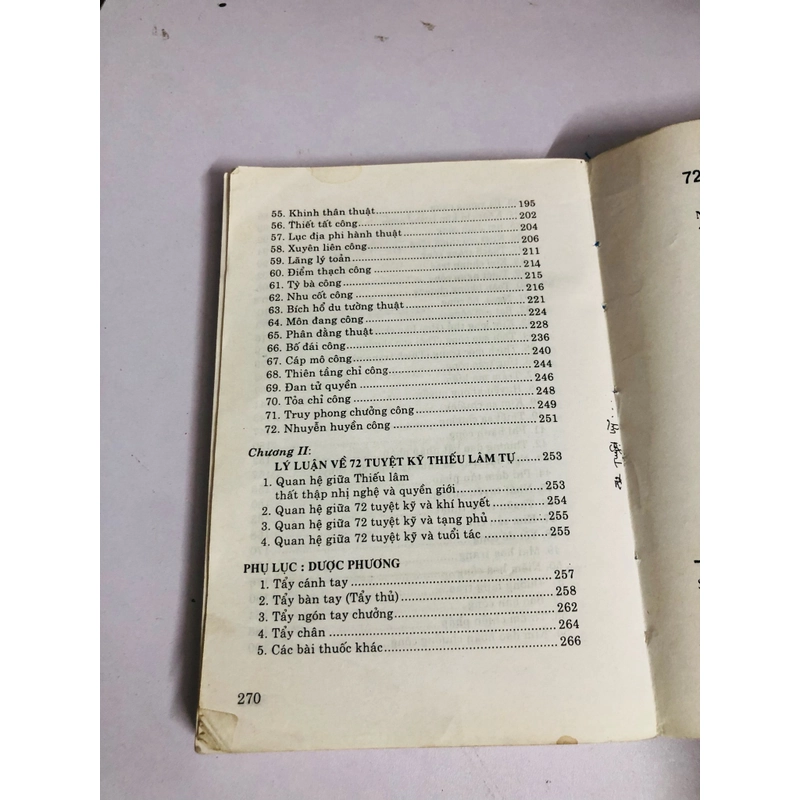 55. Khinh thân thuật........................195
56. Thiết tất công........................202
57. Lục địa phi hành thuật........................204
58. Xuyên liên công........................206
59. Lãng lý toản........................211
60. Điểm thạch công........................214
61. Tỳ bà công........................215
62. Nhu cốt công........................216
63. Bích hổ du tường thuật........................221
64. Môn đang công........................224
65. Phân đằng thuật........................228
66. Bố đái công........................236
67. Cáp mô công........................240
68. Thiên tầng chỉ công........................244
69. Đan tử quyền........................246
70. Tỏa chỉ công........................248
71. Truy phong chưởng công........................249
72. Nhuyễn huyền công........................251
Chương II:
LÝ LUẬN VỀ 72 TUYỆT KỸ THIẾU LÂM TỰ......253
1. Quan hệ giữa Thiếu lâm
thất thập nhị nghệ và quyền giới........................253
2. Quan hệ giữa 72 tuyệt kỹ và khí huyết...........254
3. Quan hệ giữa 72 tuyệt kỹ và tạng phủ............255
4. Quan hệ giữa 72 tuyệt kỹ và tuổi tác..............255
PHỤ LỤC : DƯỢC PHƯƠNG
1. Tẩy cánh tay........................257
2. Tẩy bàn tay (Tẩy thủ)........................258
3. Tẩy ngón tay chưởng........................262
4. Tẩy chân........................264
5. Các bài thuốc khác........................266
270
72